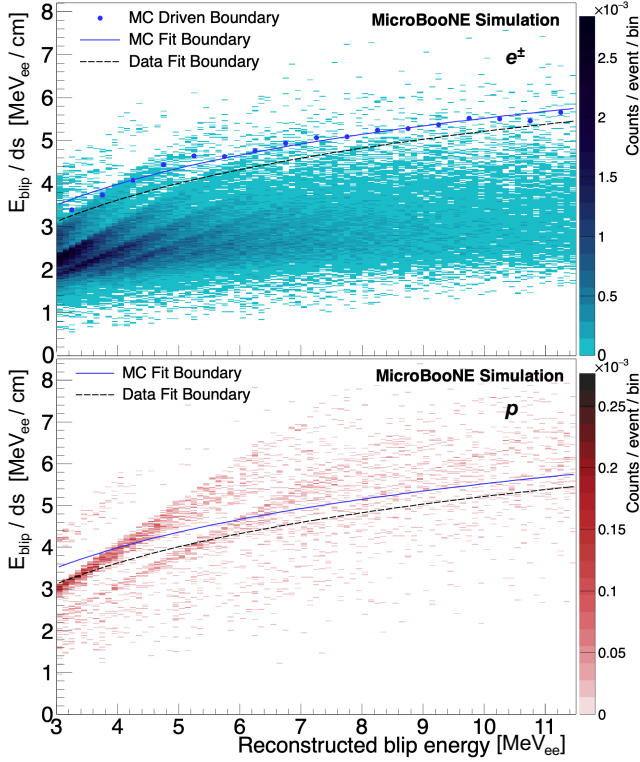 MicroBooNE Simulation
MC Driven Boundary
MC Fit Boundary
Data Fit Boundary
e±
E_blip / ds [MeV_ee / cm]
8
7
6
5
4
3
2
1
0
×10⁻³
2.5
2
1.5
1
0.5
0
Counts / event / bin
MicroBooNE Simulation
MC Fit Boundary
Data Fit Boundary
p
E_blip / ds [MeV_ee / cm]
8
7
6
5
4
3
2
1
0
×10⁻³
0.25
0.2
0.15
0.1
0.05
0
Counts / event / bin
3 4 5 6 7 8 9 10 11
Reconstructed blip energy [MeV_ee]